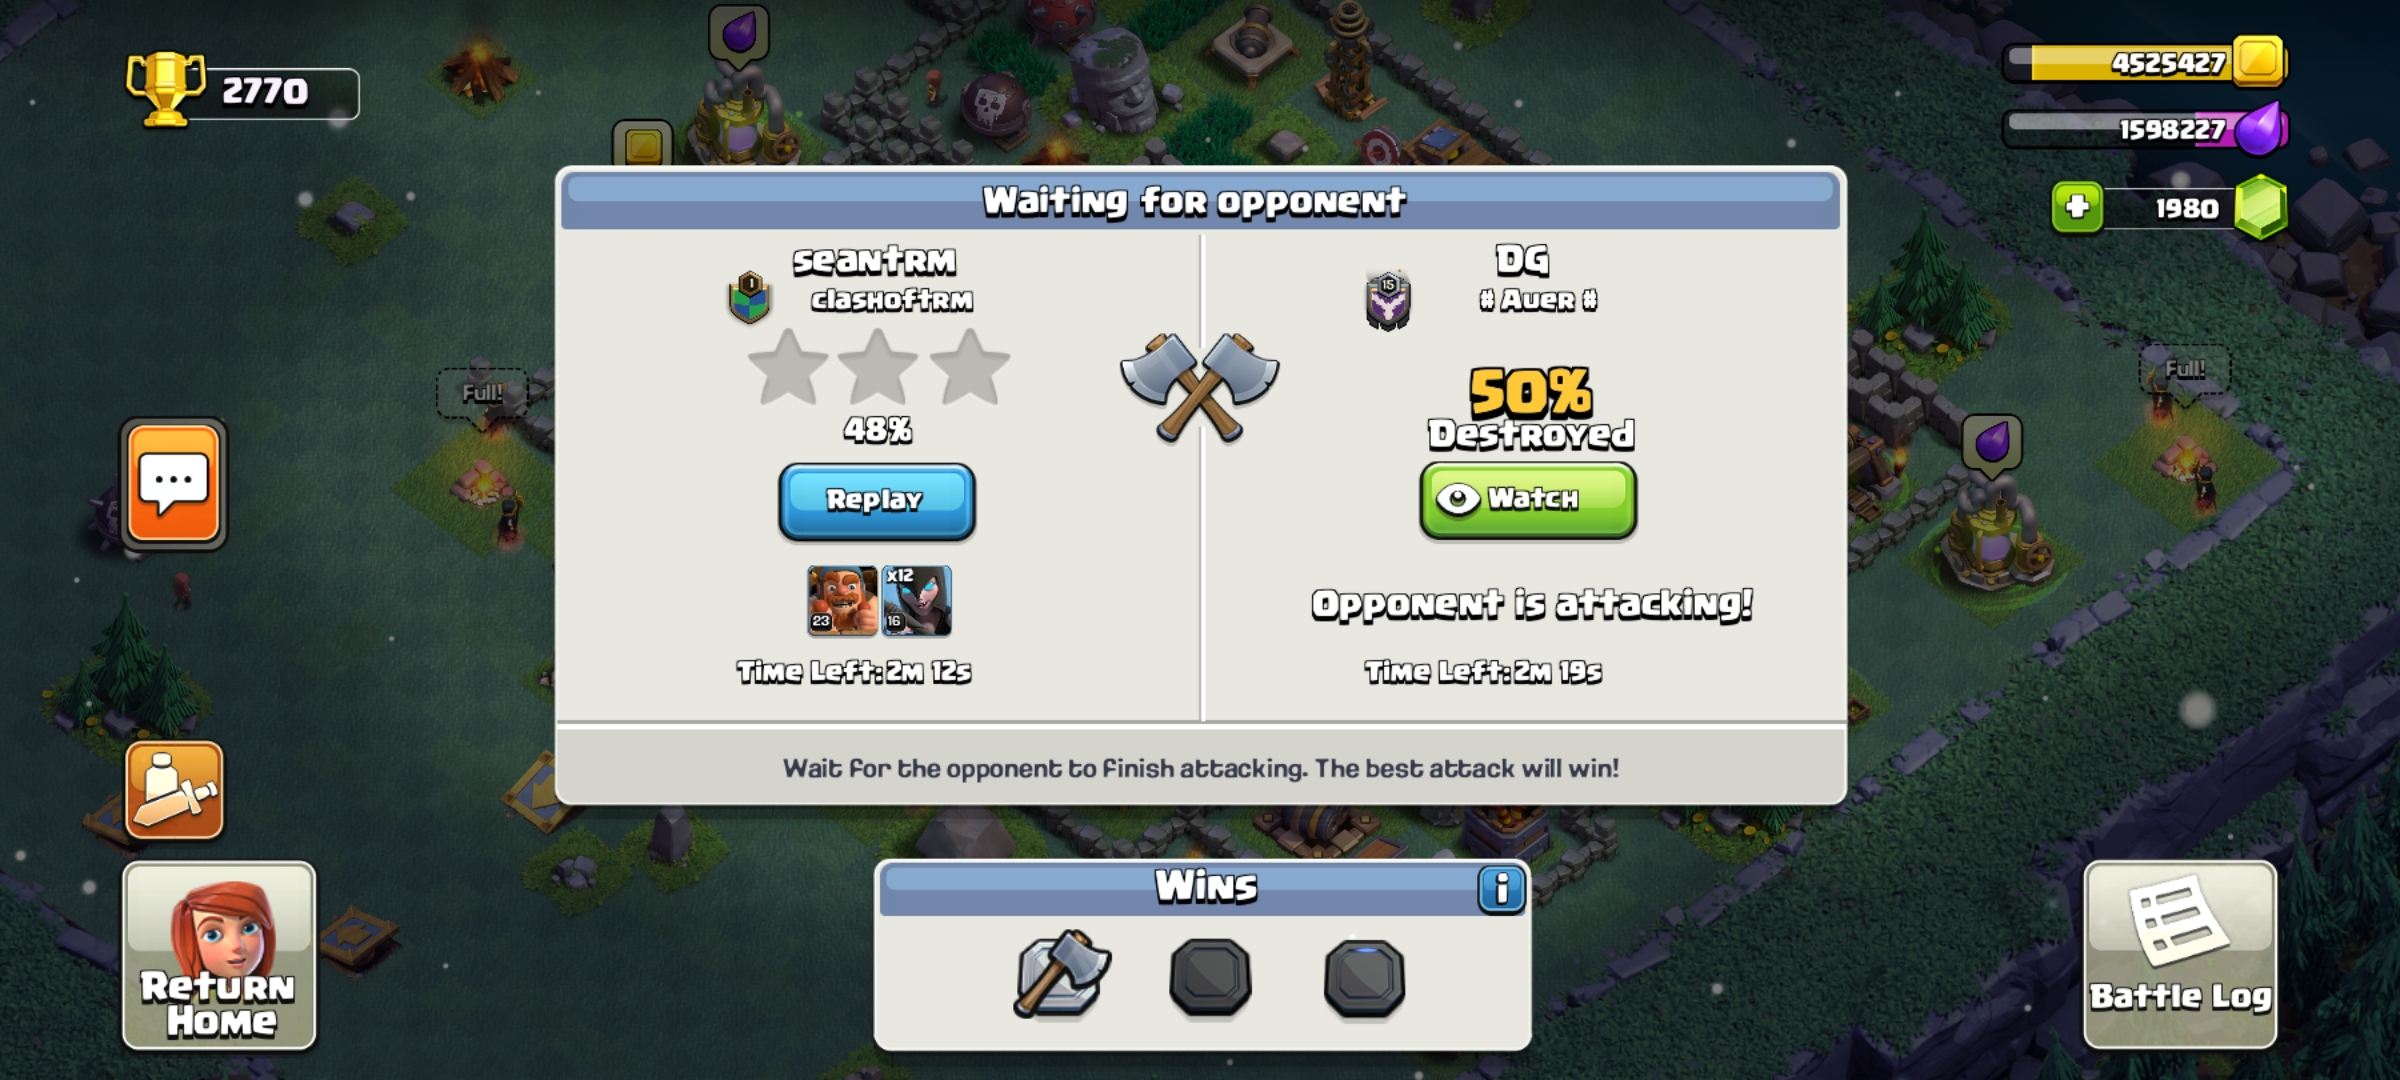 2770
4525427
1598227
1980
Waiting for opponent
seantrm
1
clashoftrm
48%
Replay
x12
23
16
Time Left: 2m 12s
DG
15
# Auer #
50%
Destroyed
Watch
Opponent is attacking!
Time Left: 2m 19s
Full!
Full!
Wait for the opponent to finish attacking. The best attack will win!
Wins
i
Return
Home
Battle Log